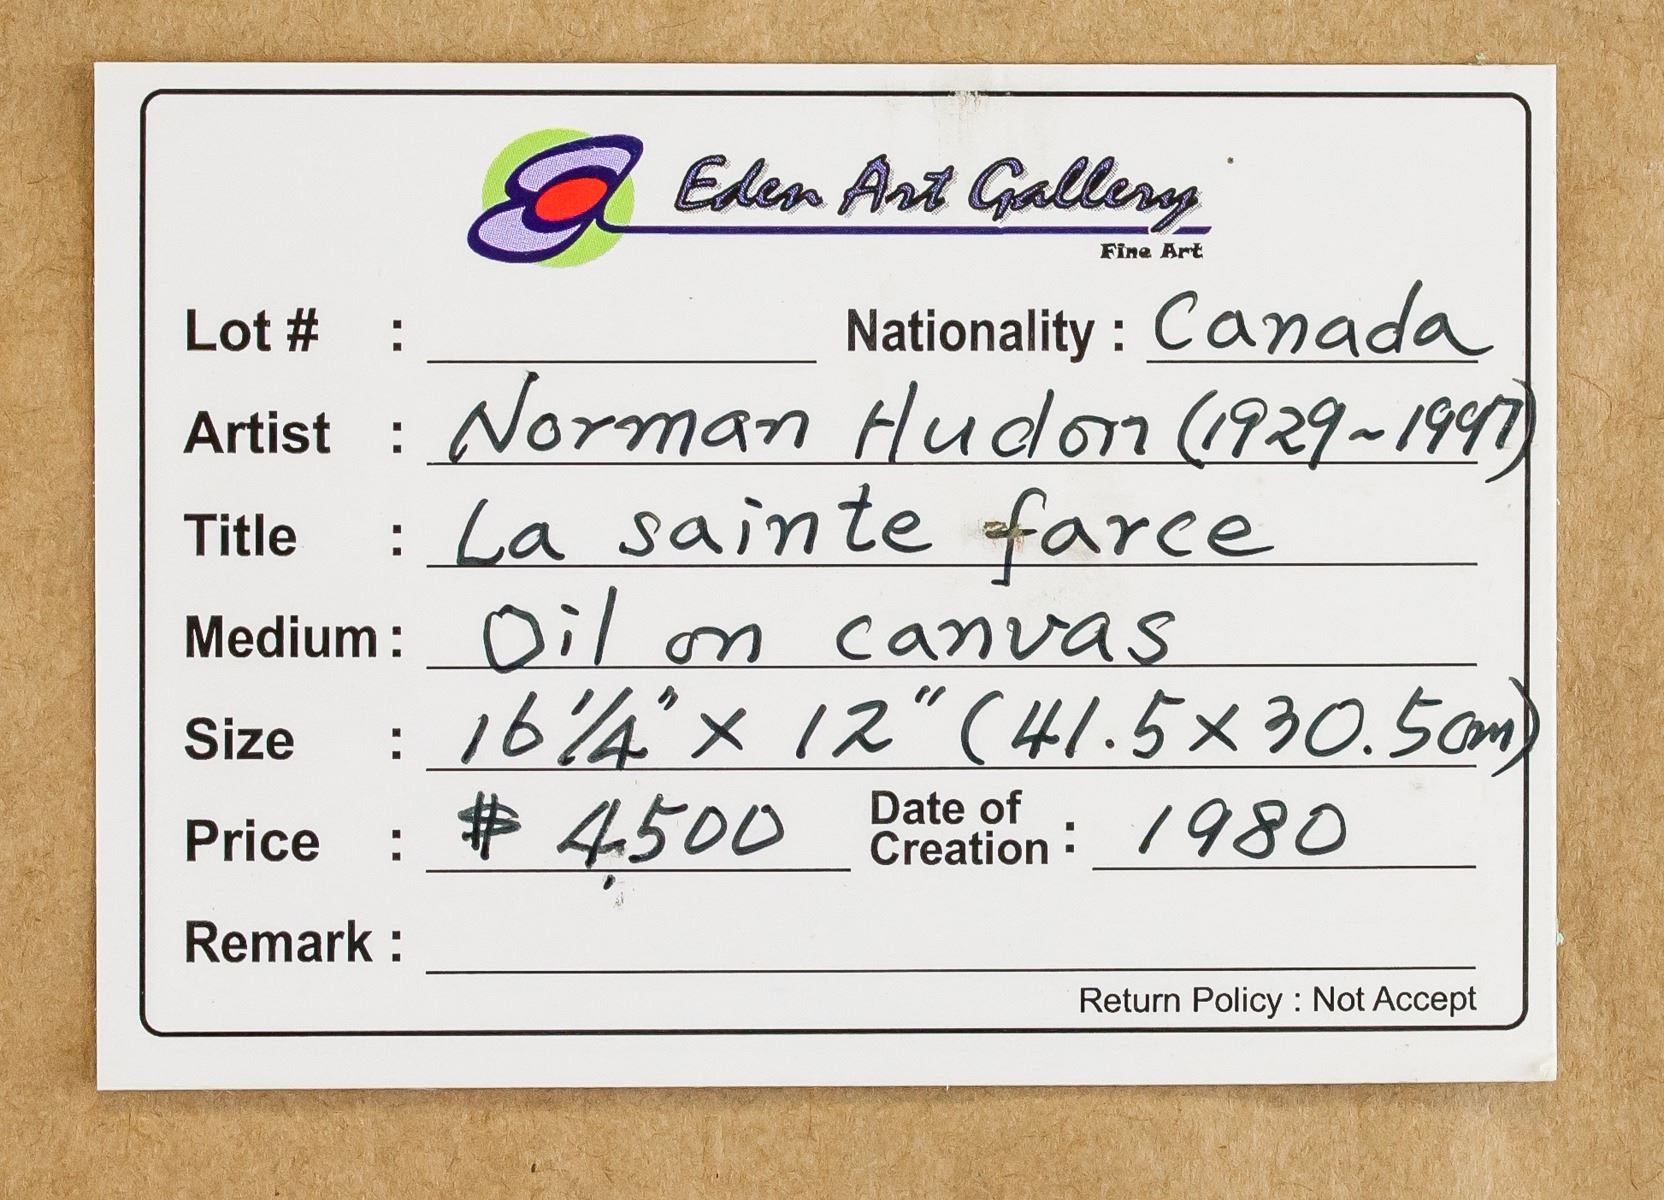 Eden Art Gallery
Fine Art
Lot # : Nationality : Canada
Artist : Norman Hudon (1929~1997)
Title : La sainte farce
Medium : Oil on canvas
Size : 16 1/4" x 12" (41.5 x 30.5cm)
Price : $ 4,500 Date of Creation : 1980
Remark :
Return Policy : Not Accept